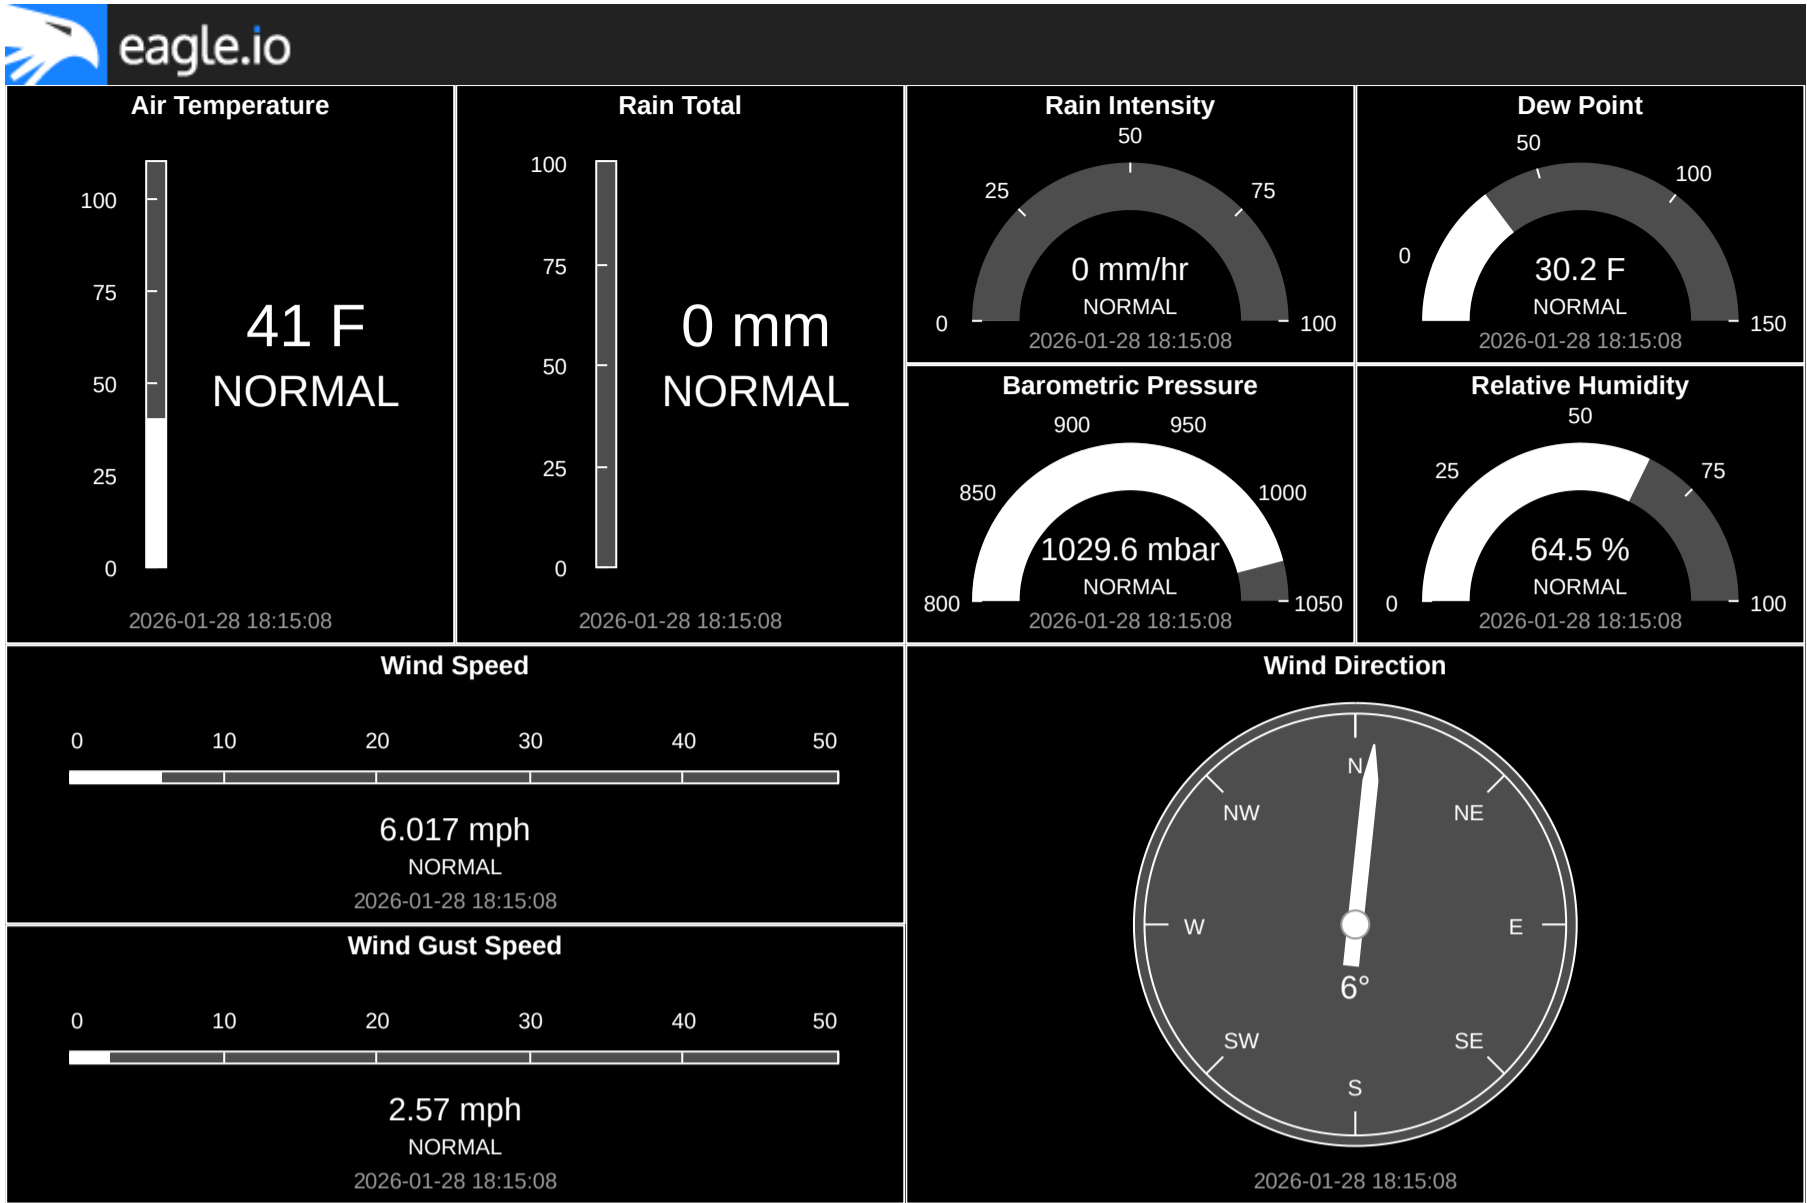 eagle.io
Air Temperature
100
75
50
25
0
41 F
NORMAL
2026-01-28 18:15:08
Rain Total
100
75
50
25
0
0 mm
NORMAL
2026-01-28 18:15:08
Rain Intensity
50
25
75
0
100
0 mm/hr
NORMAL
2026-01-28 18:15:08
Dew Point
50
100
0
150
30.2 F
NORMAL
2026-01-28 18:15:08
Barometric Pressure
900
950
850
1000
800
1050
1029.6 mbar
NORMAL
2026-01-28 18:15:08
Relative Humidity
50
25
75
0
100
64.5 %
NORMAL
2026-01-28 18:15:08
Wind Speed
0 10 20 30 40 50
6.017 mph
NORMAL
2026-01-28 18:15:08
Wind Gust Speed
0 10 20 30 40 50
2.57 mph
NORMAL
2026-01-28 18:15:08
Wind Direction
N
NW
NE
W
E
6°
SW
SE
S
2026-01-28 18:15:08